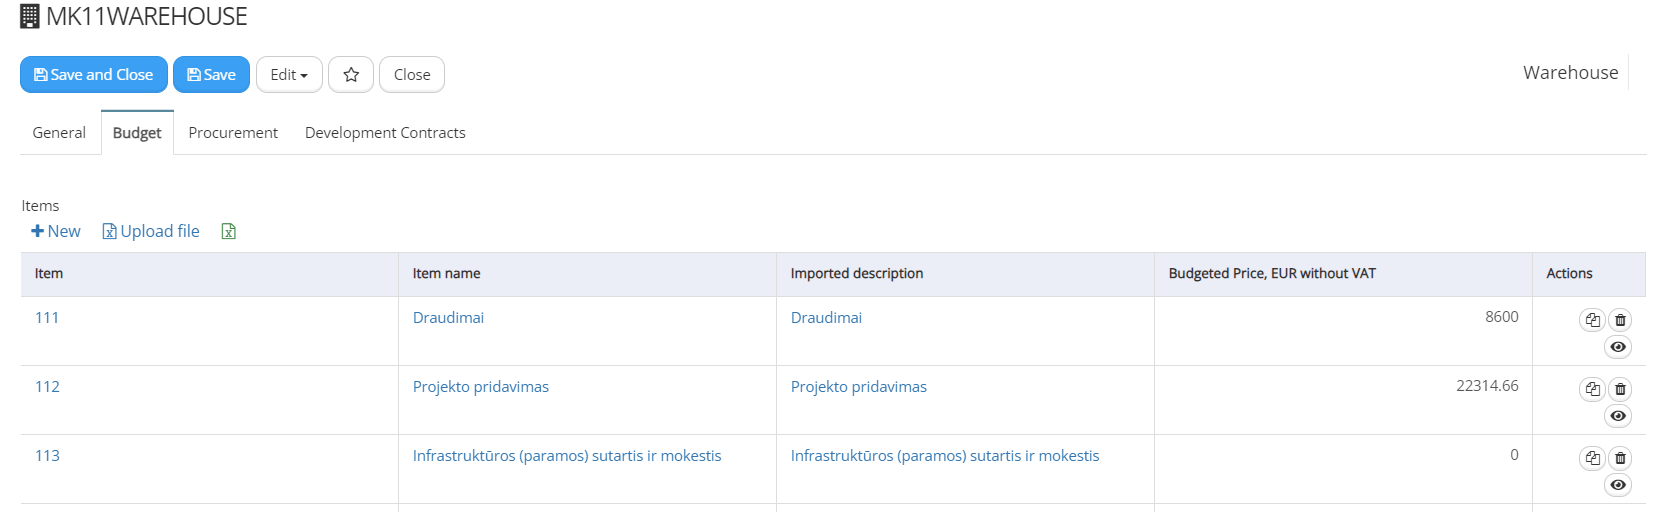 MK11WAREHOUSE
Save and Close Save Edit Close
Warehouse
General Budget Procurement Development Contracts
Items
New Upload file
Item Item name Imported description Budgeted Price, EUR without VAT Actions
111 Draudimai Draudimai 8600
112 Projekto pridavimas Projekto pridavimas 22314.66
113 Infrastruktūros (paramos) sutartis ir mokestis Infrastruktūros (paramos) sutartis ir mokestis 0